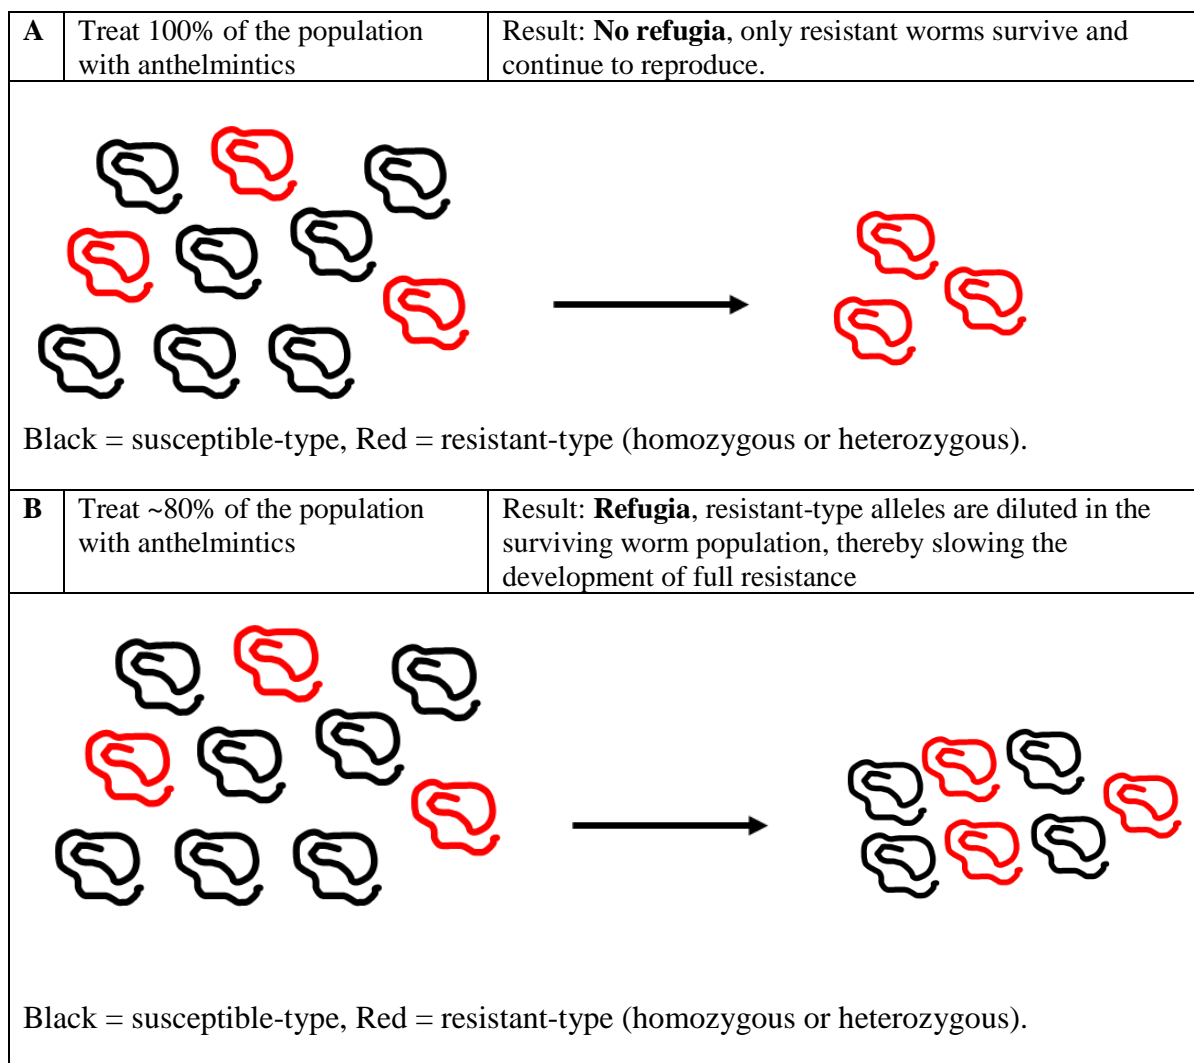 A
Treat 100% of the population
with anthelmintics
Result: No refugia, only resistant worms survive and
continue to reproduce.
Black = susceptible-type, Red = resistant-type (homozygous or heterozygous).
B
Treat ~80% of the population
with anthelmintics
Result: Refugia, resistant-type alleles are diluted in the
surviving worm population, thereby slowing the
development of full resistance
Black = susceptible-type, Red = resistant-type (homozygous or heterozygous).